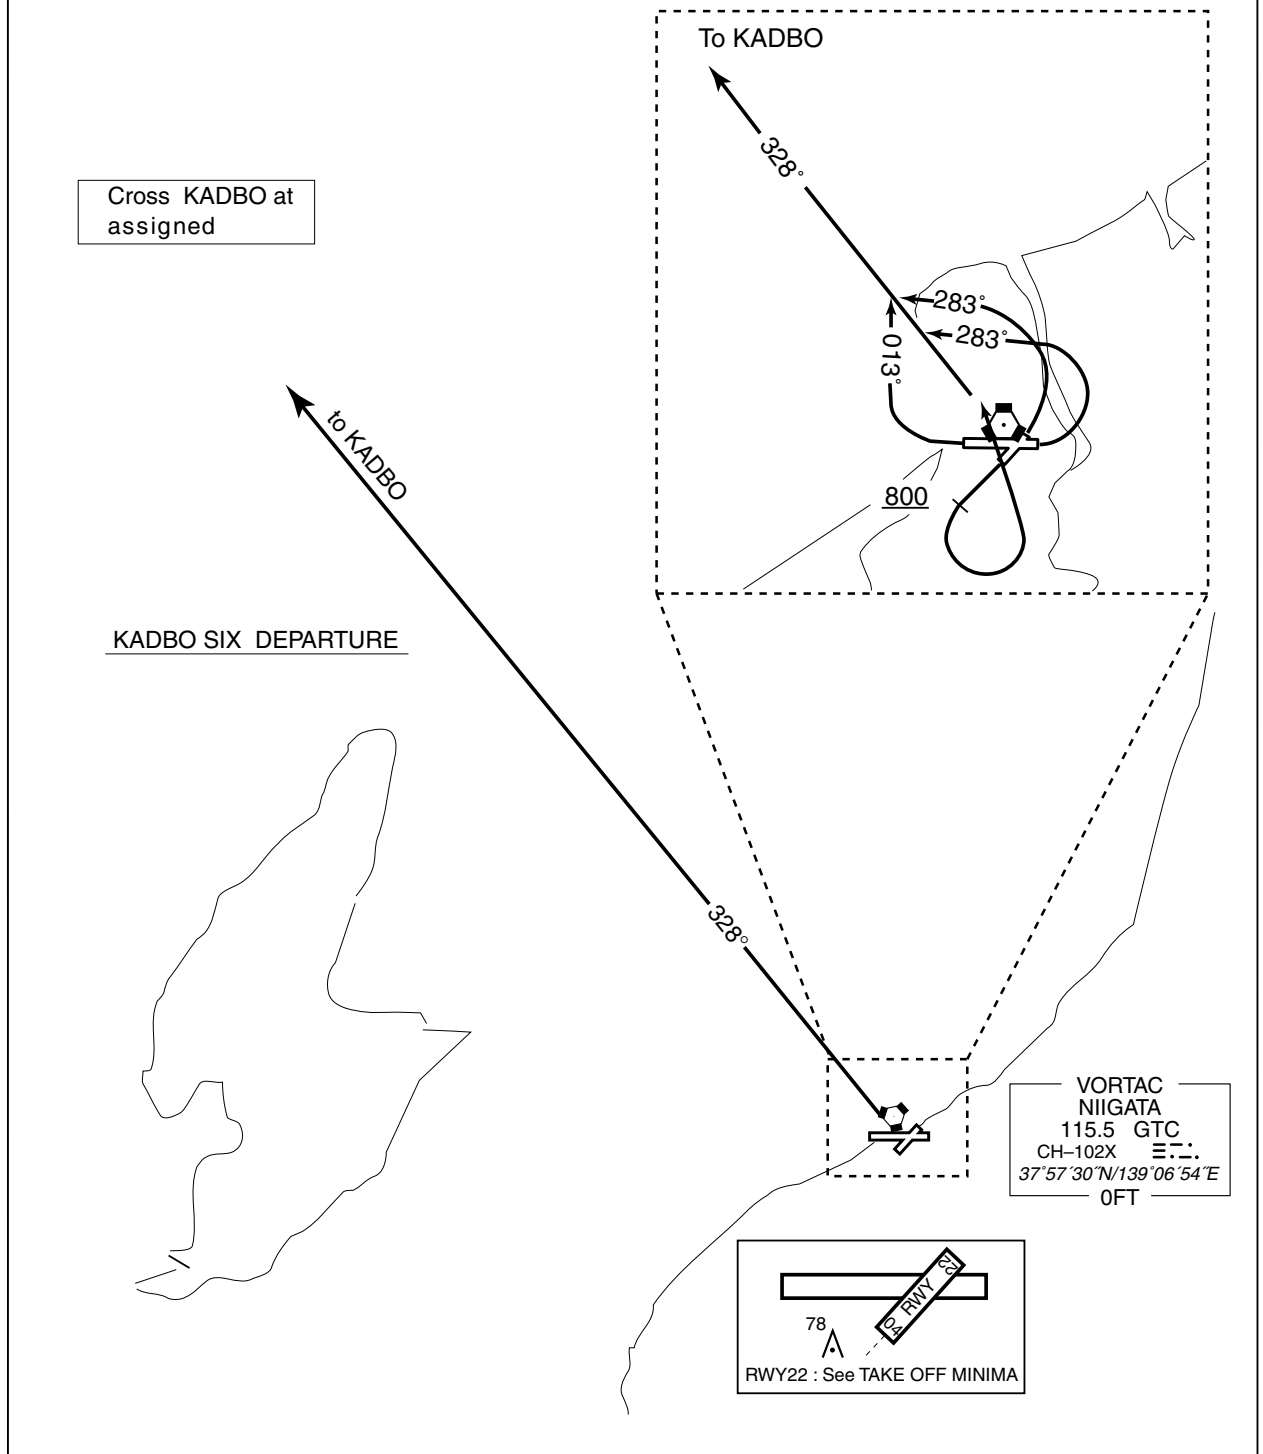 To KADBO
328°
Cross KADBO at
assigned
283°
283°
013°
to KADBO
800
KADBO SIX DEPARTURE
328°
VORTAC
NIIGATA
115.5 GTC
CH–102X
37°57´30˝N/139°06´54˝E
0FT
22
RWY
04
78
RWY22 : See TAKE OFF MINIMA